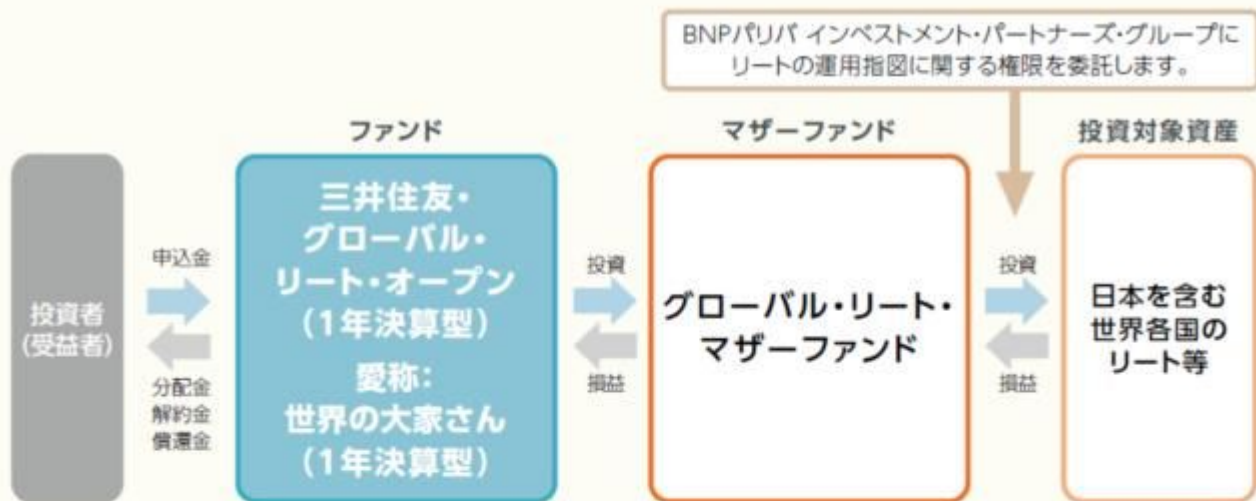 BNPパリバ インベストメント・パートナーズ・グループに
リートの運用指図に関する権限を委託します。
ファンド
マザーファンド
投資対象資産
投資者
(受益者)
申込金
分配金
解約金
償還金
三井住友・
グローバル・
リート・オープン
(1年決算型)
愛称:
世界の大家さん
(1年決算型)
投資
損益
グローバル・リート・
マザーファンド
投資
損益
日本を含む
世界各国の
リート等